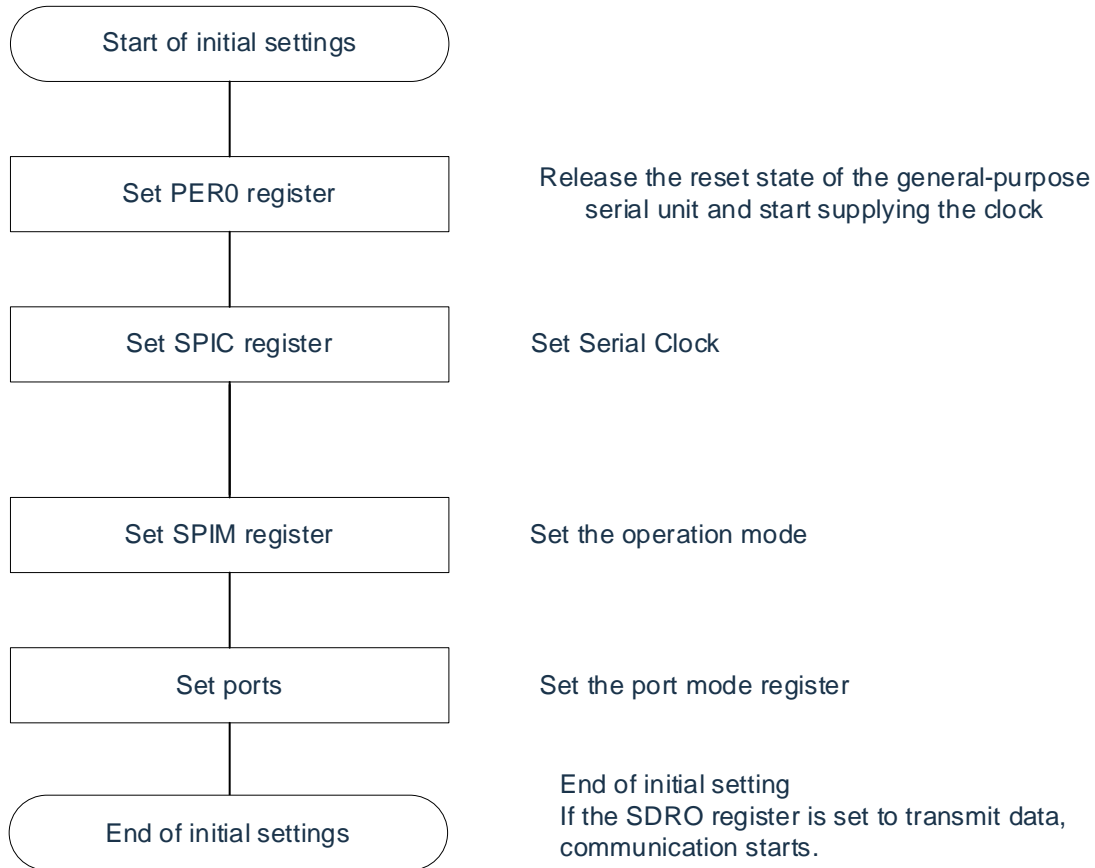 Start of initial settings
Set PER0 register
Release the reset state of the general-purpose
serial unit and start supplying the clock
Set SPIC register
Set Serial Clock
Set SPIM register
Set the operation mode
Set ports
Set the port mode register
End of initial settings
End of initial setting
If the SDRO register is set to transmit data,
communication starts.